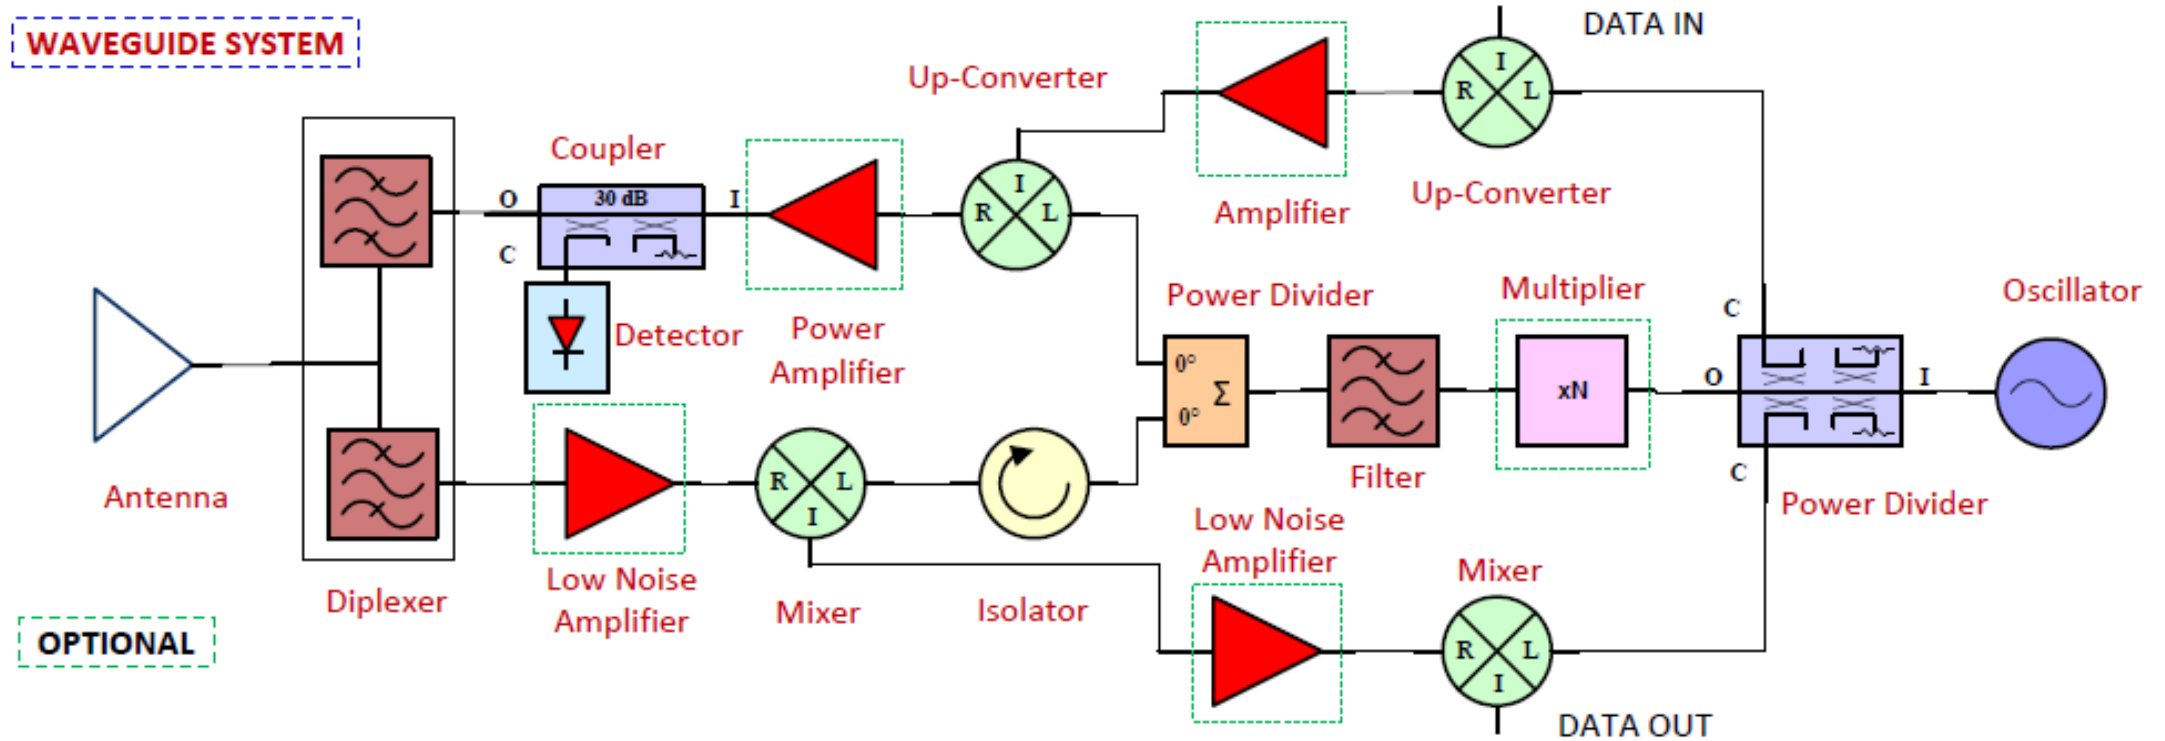 WAVEGUIDE SYSTEM
DATA IN
Up-Converter
I
R L
Coupler
Amplifier
Up-Converter
O 30 dB I
C
I
R L
Detector
Power
Amplifier
Power Divider
Multiplier
Oscillator
C
0°
0°
Σ
xN
O I
C
Filter
Power Divider
Antenna
Diplexer
Low Noise
Amplifier
R L
I
Mixer
Isolator
Low Noise
Amplifier
Mixer
R L
I
OPTIONAL
DATA OUT